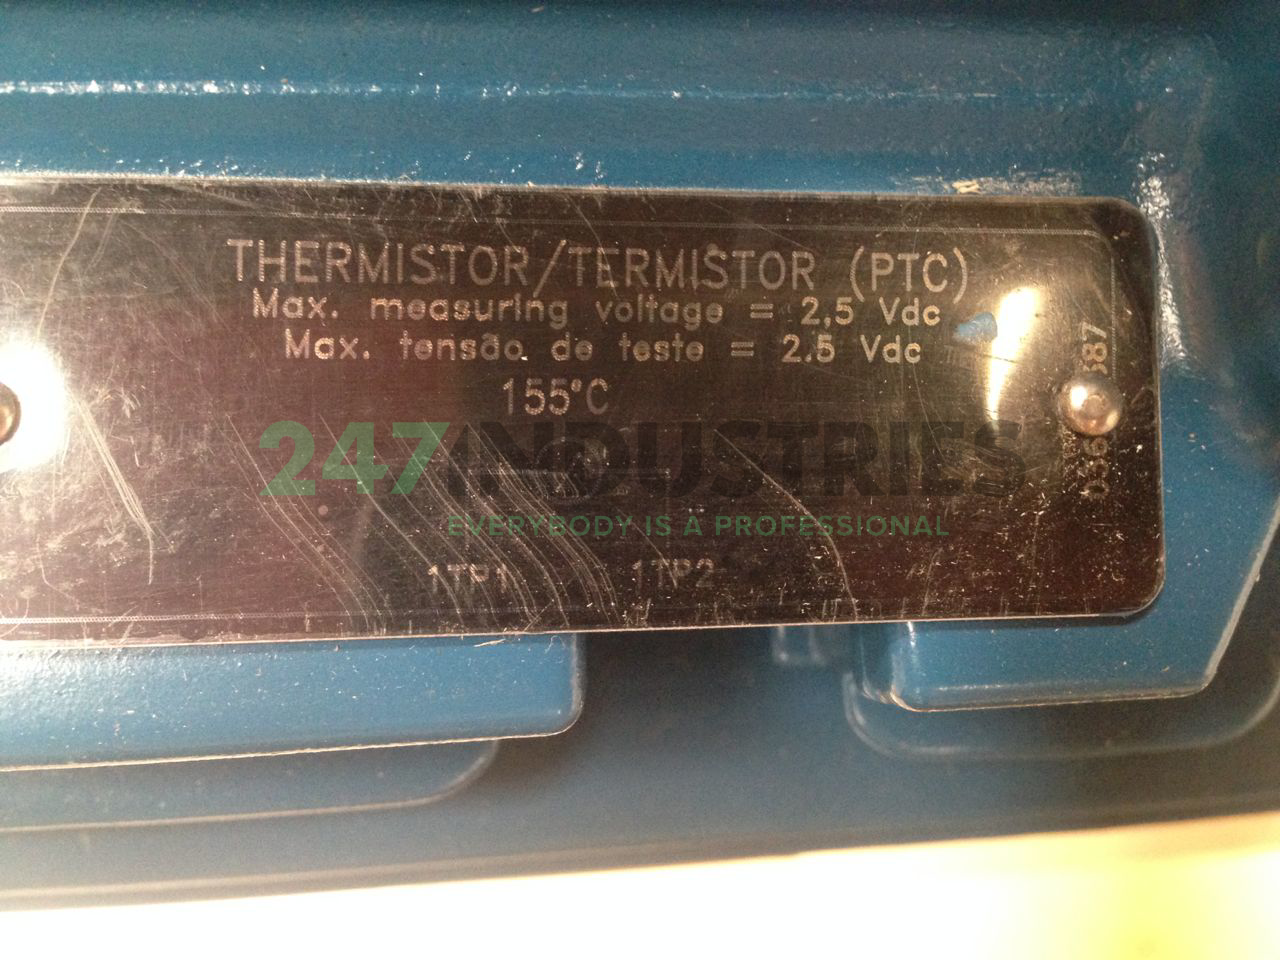 THERMISTOR/TERMISTOR (PTC)
Max. measuring voltage = 2,5 Vdc
Max. tensão de teste = 2.5 Vdc
155°C
247INDUSTRIES
EVERYBODY IS A PROFESSIONAL
1TP1 1TP2